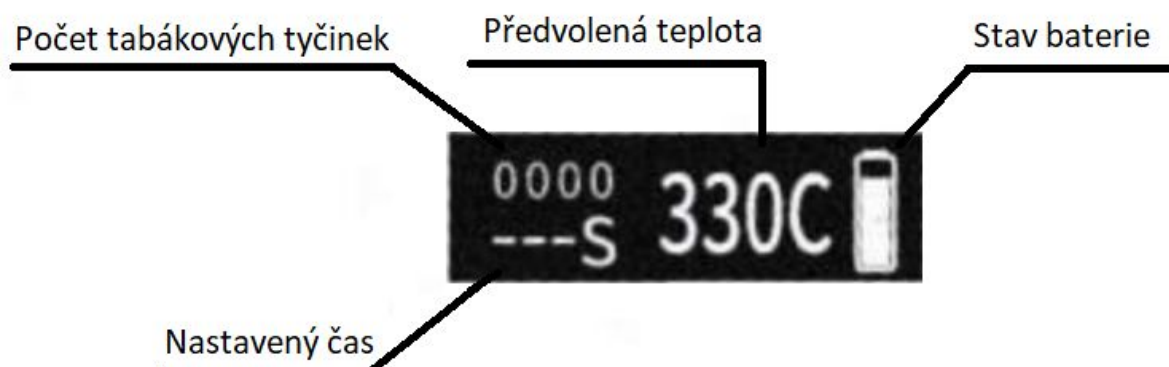 Počet tabákových tyčinek
Předvolená teplota
Stav baterie
0000
330C
---S
Nastavený čas